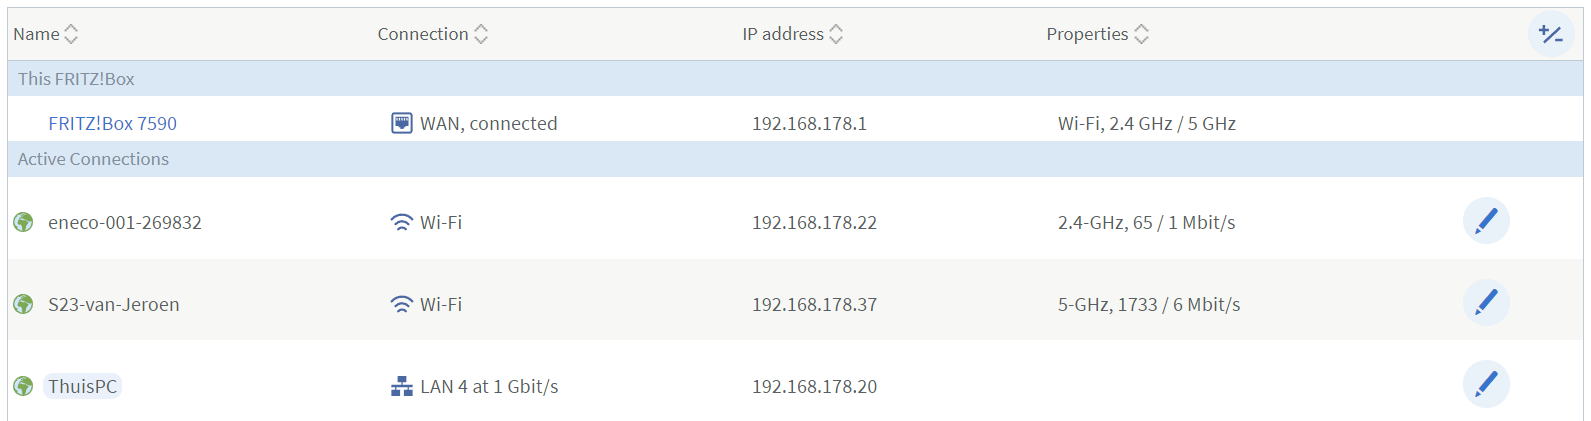 Name Connection IP address Properties
This FRITZ!Box
FRITZ!Box 7590 WAN, connected 192.168.178.1 Wi-Fi, 2.4 GHz / 5 GHz
Active Connections
eneco-001-269832 Wi-Fi 192.168.178.22 2.4-GHz, 65 / 1 Mbit/s
S23-van-Jeroen Wi-Fi 192.168.178.37 5-GHz, 1733 / 6 Mbit/s
ThuisPC LAN 4 at 1 Gbit/s 192.168.178.20